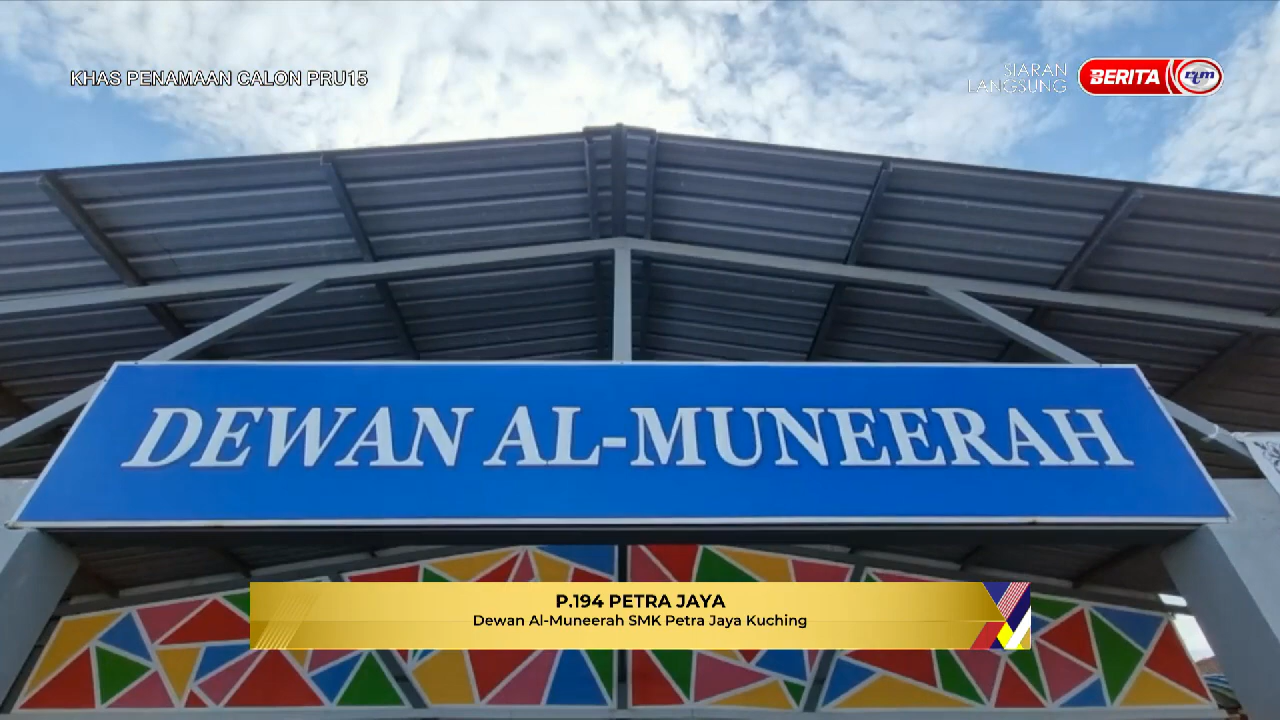 KHAS PENAMAAN CALON PRU15
SIARAN
LANGSUNG
BERITA rtm
DEWAN AL-MUNEERAH
P.194 PETRA JAYA
Dewan Al-Muneerah SMK Petra Jaya Kuching